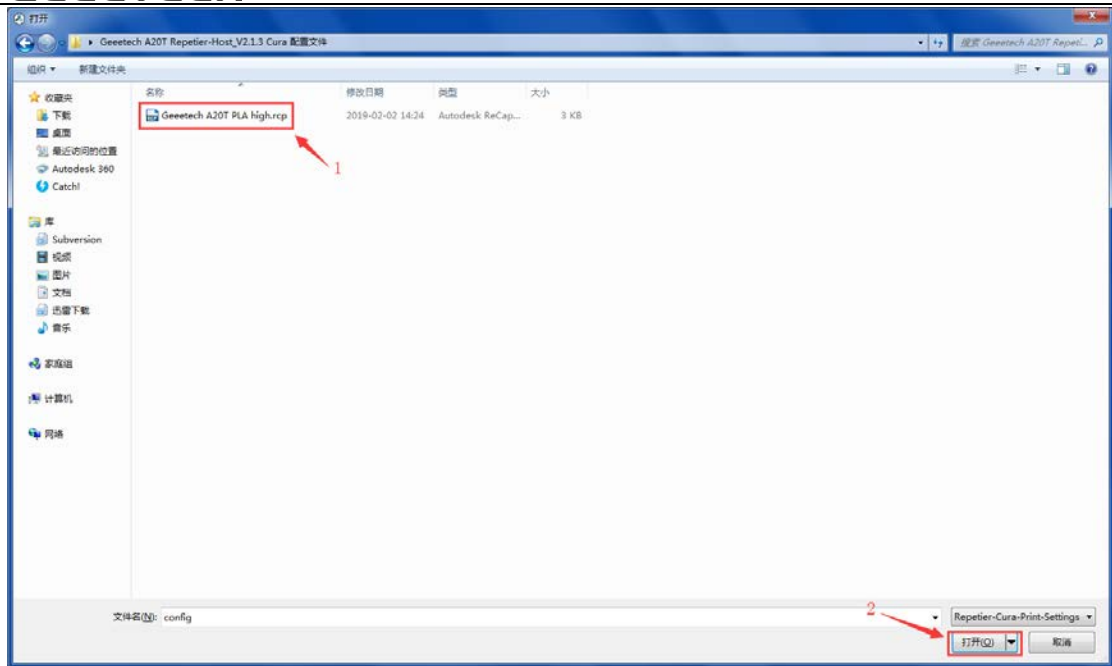 打开
Geeetech A20T Repetier-Host_V2.1.3 Cura 配置文件
搜索 Geeetech A20T Repeti...
组织 新建文件夹
名称 修改日期 类型 大小
Geeetech A20T PLA high.rcp 2019-02-02 14:24 Autodesk ReCap... 3 KB
1
收藏夹
下载
桌面
最近访问的位置
Autodesk 360
Catch!
库
Subversion
视频
图片
文档
迅雷下载
音乐
家庭组
计算机
网络
2
文件名(N): config
Repetier-Cura-Print-Settings
打开(O) 取消